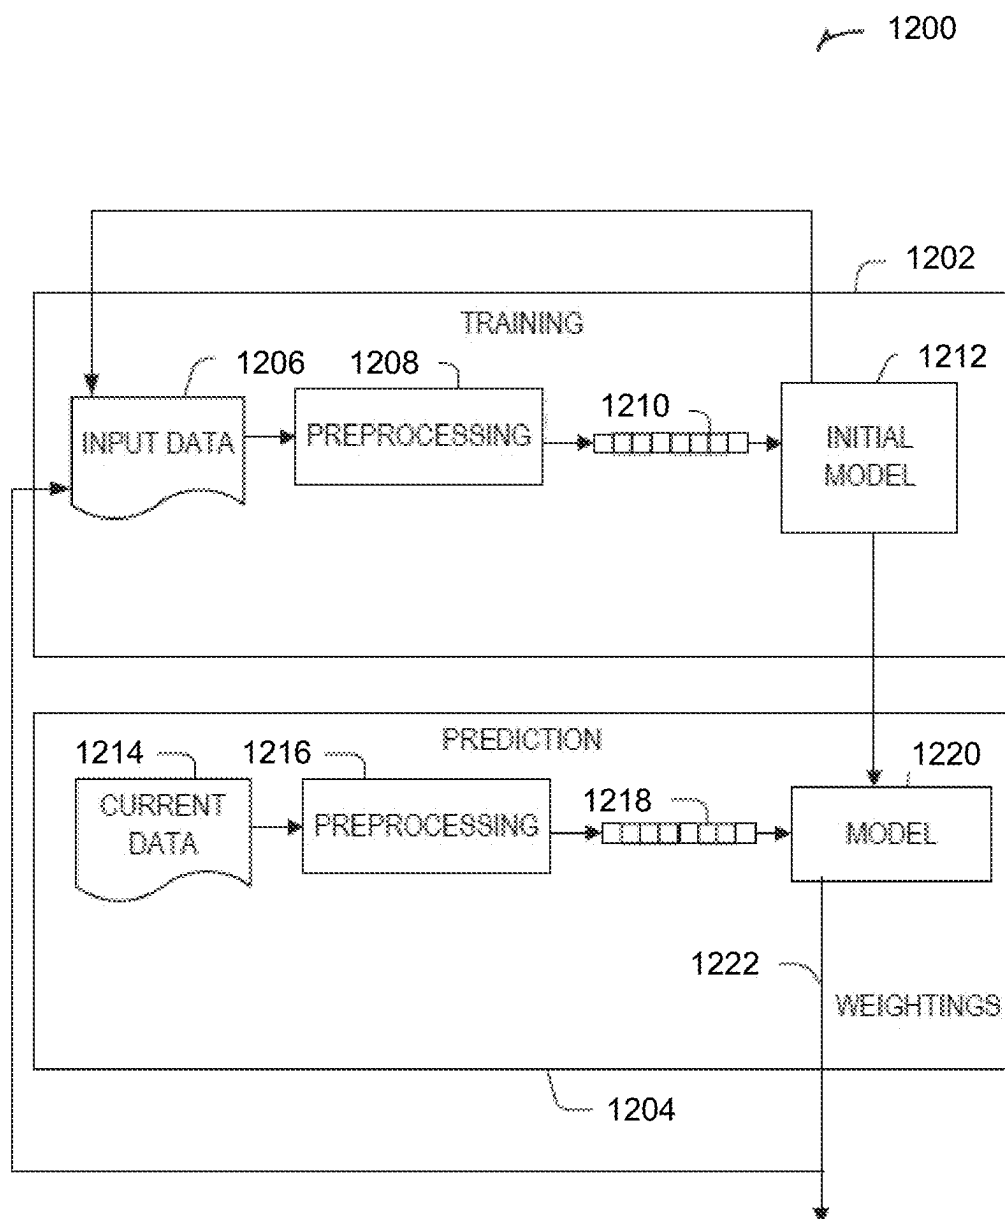 1200
1202
TRAINING
1206
1208
1210
1212
INPUT DATA
PREPROCESSING
INITIAL
MODEL
PREDICTION
1214
1216
1218
1220
CURRENT
DATA
PREPROCESSING
MODEL
1222
WEIGHTINGS
1204